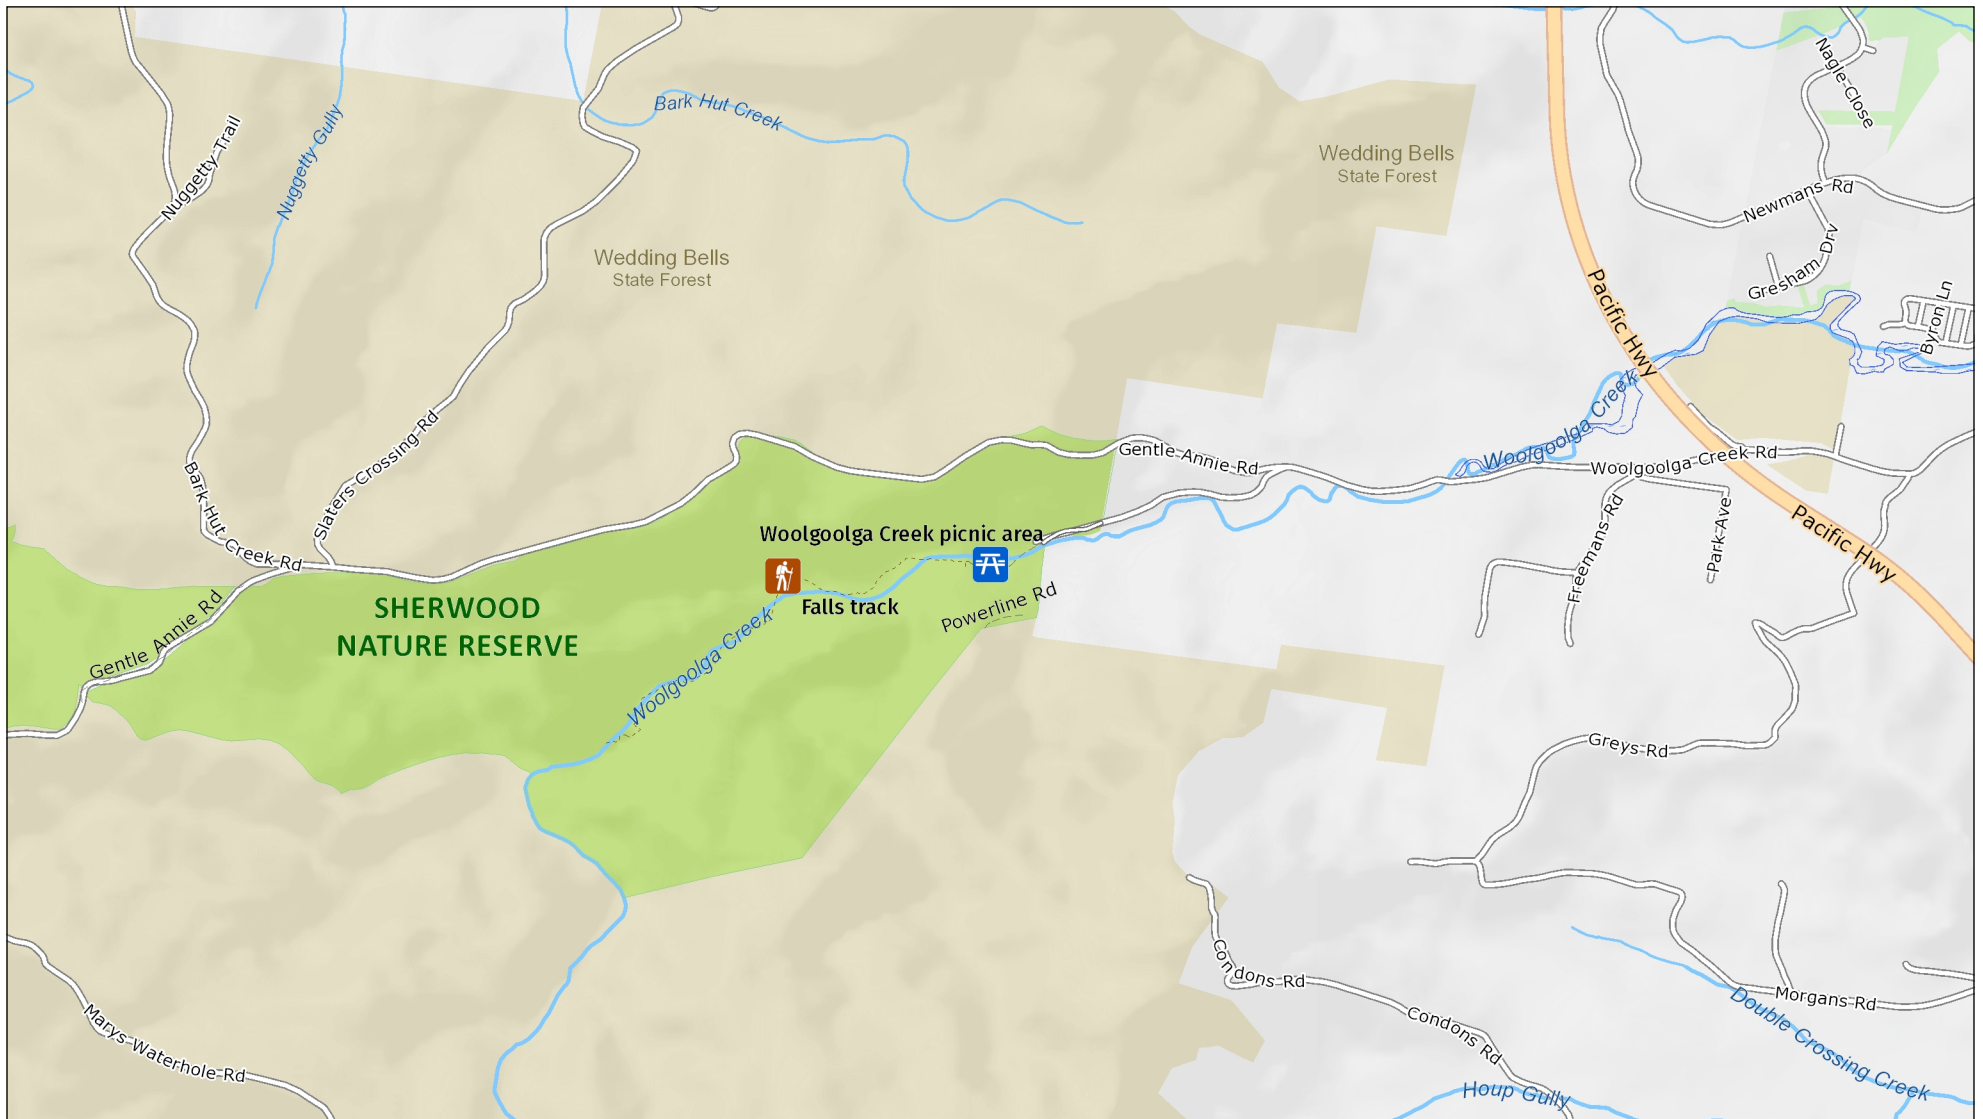 Nagle Close
Bark Hut Creek
Nuggetty Trail
Nuggetty Gully
Wedding Bells
State Forest
Newmans Rd
Wedding Bells
State Forest
Gresham Drv
Pacific Hwy
Byron Ln
Slaters Crossing Rd
Woolgoolga Creek
Gentle Annie Rd
Woolgoolga Creek Rd
Bark Hut Creek Rd
Freemans Rd
Park Ave
Pacific Hwy
Woolgoolga Creek picnic area
Falls track
Powerline Rd
SHERWOOD
NATURE RESERVE
Gentle Annie Rd
Woolgoolga Creek
Greys Rd
Condons Rd
Morgans Rd
Double Crossing Creek
Condons Rd
Marys Waterhole Rd
Houp Gully